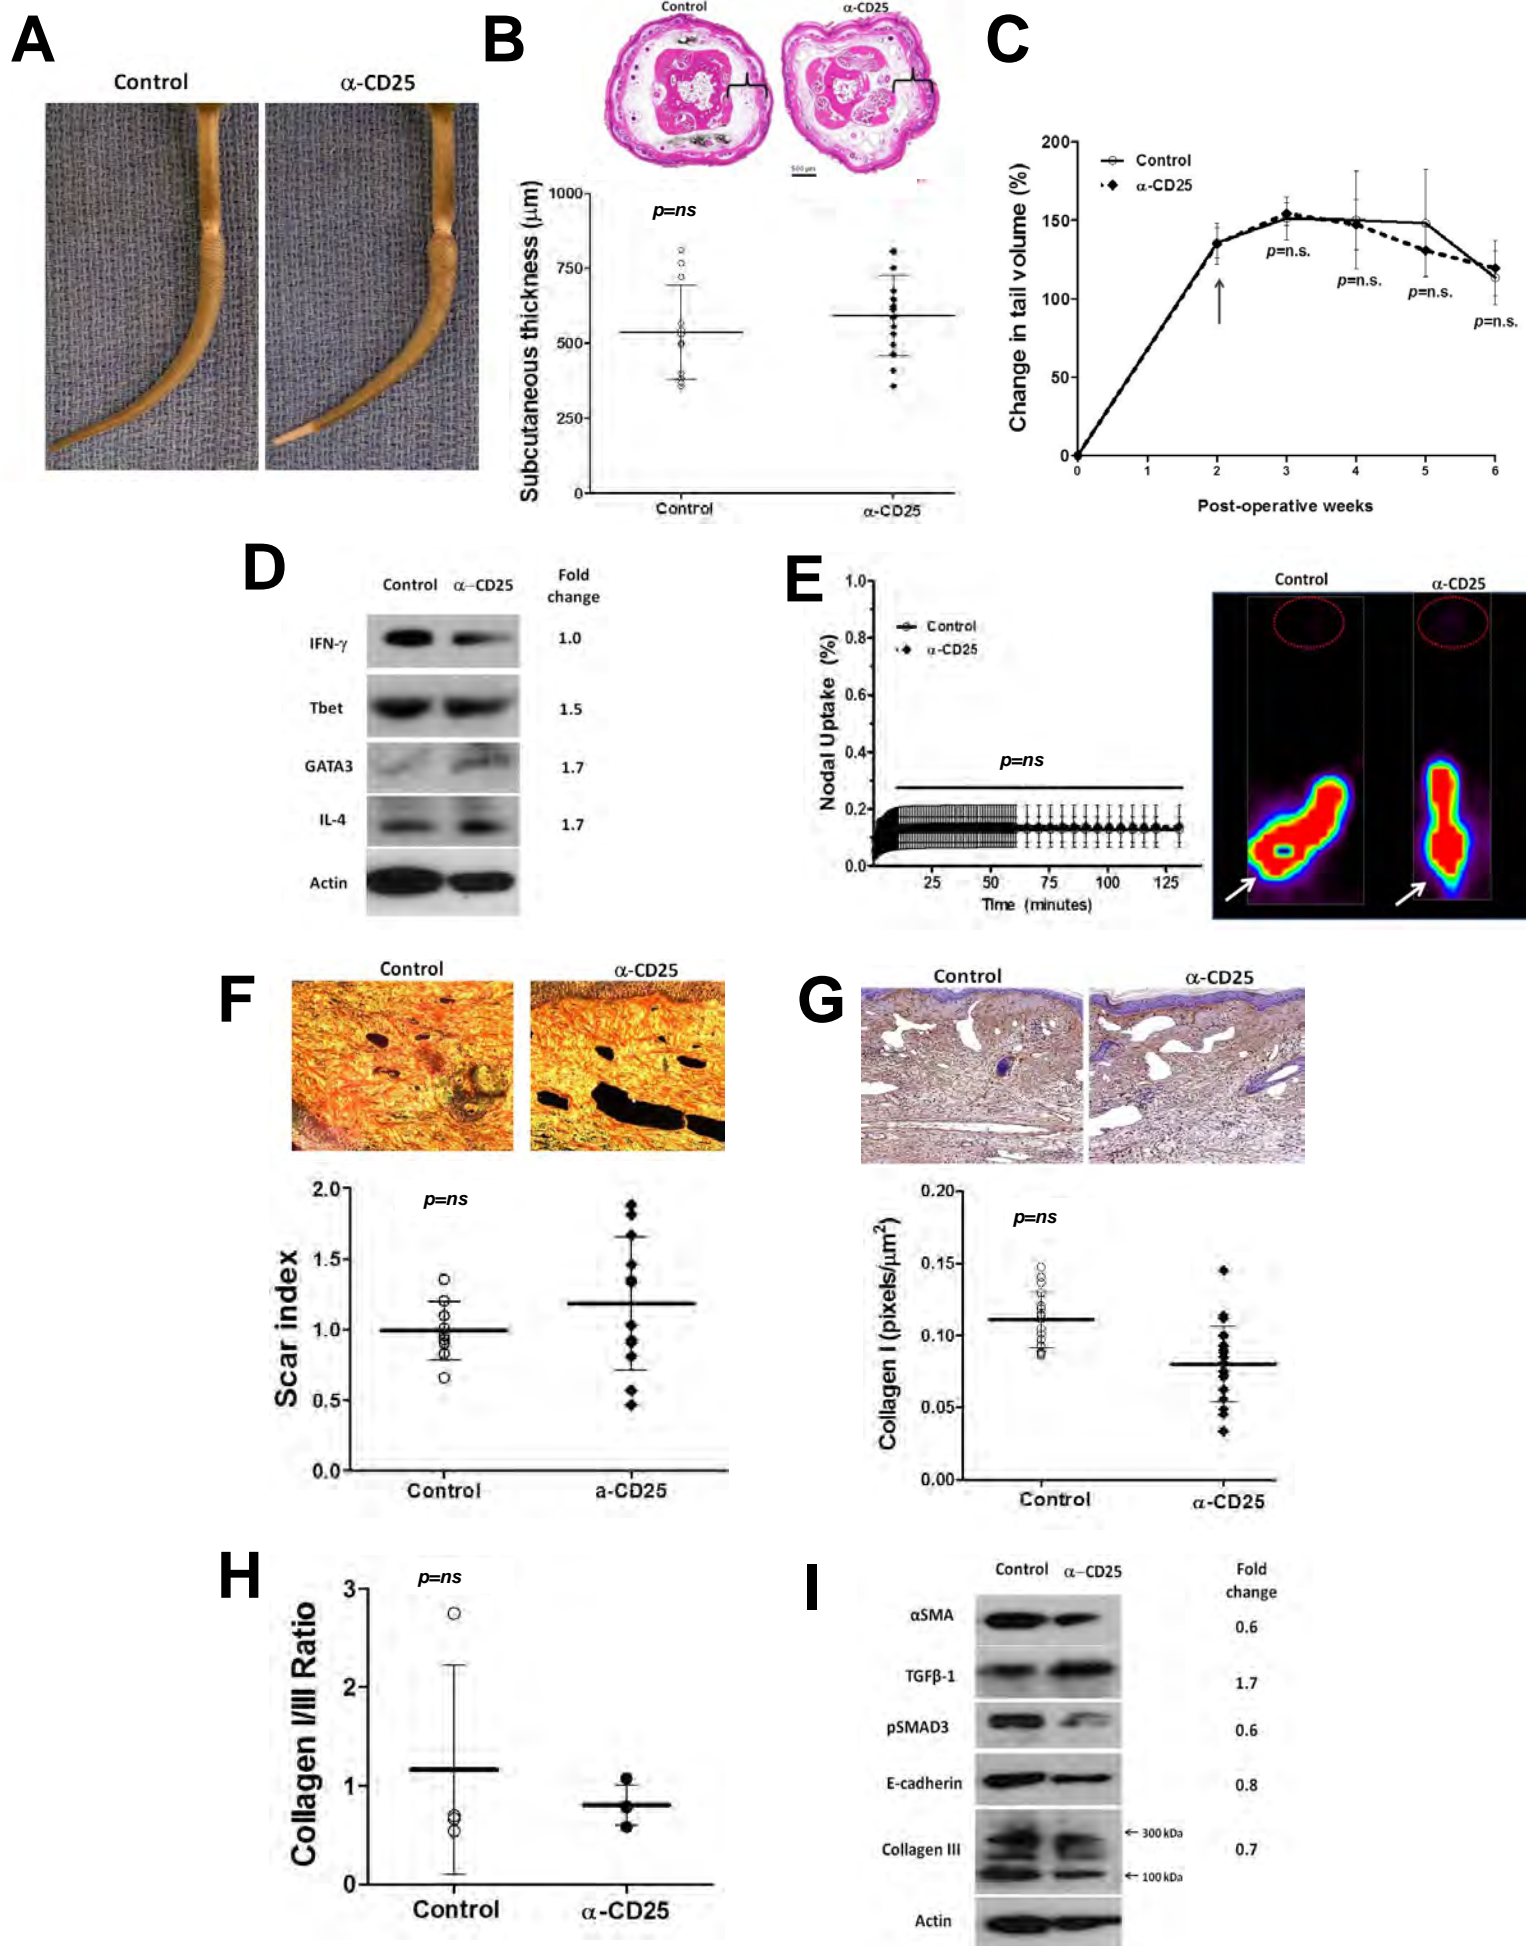 A
Control
α-CD25
B
Control
α-CD25
500 μm
Subcutaneous thickness (μm)
1000
750
500
250
0
p=ns
Control
α-CD25
C
Change in tail volume (%)
200
150
100
50
0
Control
α-CD25
p=n.s.
p=n.s.
p=n.s.
p=n.s.
0 1 2 3 4 5 6
Post-operative weeks
D
Control
α-CD25
Fold
change
IFN-γ
1.0
Tbet
1.5
GATA3
1.7
IL-4
1.7
Actin
E
Nodal Uptake (%)
1.0
0.8
0.6
0.4
0.2
0.0
Control
α-CD25
p=ns
25 50 75 100 125
Time (minutes)
Control
α-CD25
F
Control
α-CD25
Scar index
2.0
1.5
1.0
0.5
0.0
p=ns
Control
a-CD25
G
Control
α-CD25
Collagen I (pixels/μm²)
0.20
0.15
0.10
0.05
0.00
p=ns
Control
α-CD25
H
Collagen I/III Ratio
3
2
1
0
p=ns
Control
α-CD25
I
Control
α-CD25
Fold
change
αSMA
0.6
TGFβ-1
1.7
pSMAD3
0.6
E-cadherin
0.8
Collagen III
300 kDa
100 kDa
0.7
Actin